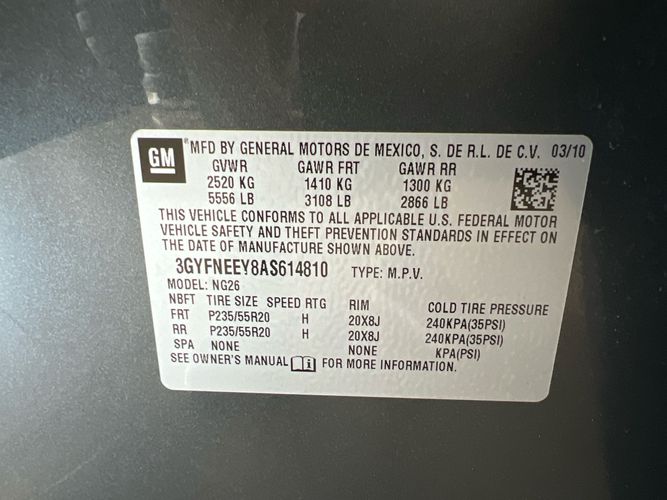 GM
MFD BY GENERAL MOTORS DE MEXICO, S. DE R.L. DE C.V. 03/10
GVWR GAWR FRT GAWR RR
2520 KG 1410 KG 1300 KG
5556 LB 3108 LB 2866 LB
THIS VEHICLE CONFORMS TO ALL APPLICABLE U.S. FEDERAL MOTOR
VEHICLE SAFETY AND THEFT PREVENTION STANDARDS IN EFFECT ON
THE DATE OF MANUFACTURE SHOWN ABOVE.
3GYFNEEY8AS614810 TYPE: M.P.V.
MODEL: NG26
NBFT TIRE SIZE SPEED RTG RIM COLD TIRE PRESSURE
FRT P235/55R20 H 20X8J 240KPA(35PSI)
RR P235/55R20 H 20X8J 240KPA(35PSI)
SPA NONE NONE KPA(PSI)
SEE OWNER'S MANUAL FOR MORE INFORMATION.